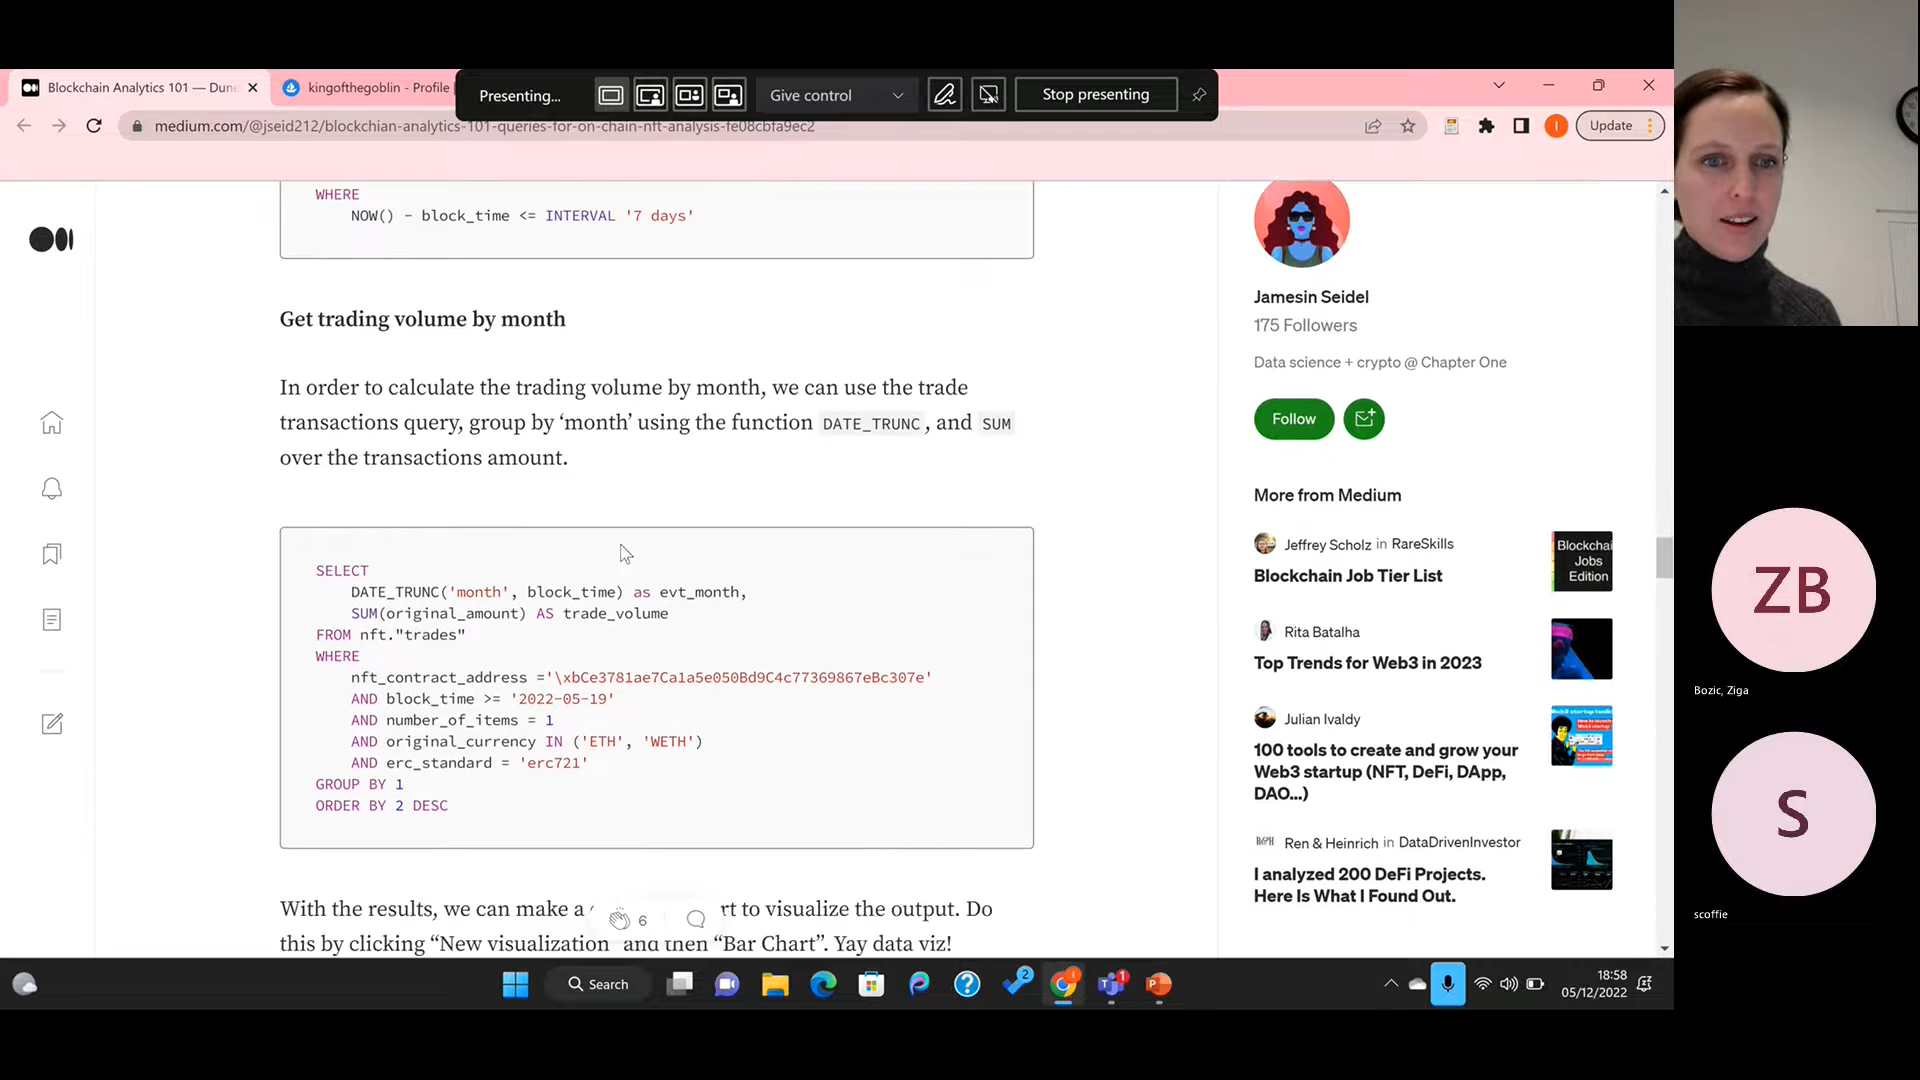 Blockchain Analytics 101 — Dune
kingofthegoblin - Profile
Presenting...
Give control
Stop presenting
medium.com/@jseid212/blockchian-analytics-101-queries-for-on-chain-nft-analysis-fe08cbfa9ec2
Update
WHERE
NOW() - block_time <= INTERVAL '7 days'
Get trading volume by month
In order to calculate the trading volume by month, we can use the trade
transactions query, group by ‘month’ using the function DATE_TRUNC , and SUM
over the transactions amount.
SELECT
DATE_TRUNC('month', block_time) as evt_month,
SUM(original_amount) AS trade_volume
FROM nft."trades"
WHERE
nft_contract_address ='\xbCe3781ae7Ca1a5e050Bd9C4c77369867eBc307e'
AND block_time >= '2022-05-19'
AND number_of_items = 1
AND original_currency IN ('ETH', 'WETH')
AND erc_standard = 'erc721'
GROUP BY 1
ORDER BY 2 DESC
With the results, we can make a rt to visualize the output. Do
this by clicking “New visualization and then “Bar Chart”. Yay data viz!
6
Jamesin Seidel
175 Followers
Data science + crypto @ Chapter One
Follow
More from Medium
Jeffrey Scholz in RareSkills
Blockchain Job Tier List
Blockchai
Jobs
Edition
Rita Batalha
Top Trends for Web3 in 2023
Julian Ivaldy
100 tools to create and grow your
Web3 startup (NFT, DeFi, DApp,
DAO...)
Ren & Heinrich in DataDrivenInvestor
I analyzed 200 DeFi Projects.
Here Is What I Found Out.
Search
2
1
18:58
05/12/2022
ZB
Bozic, Ziga
S
scoffie